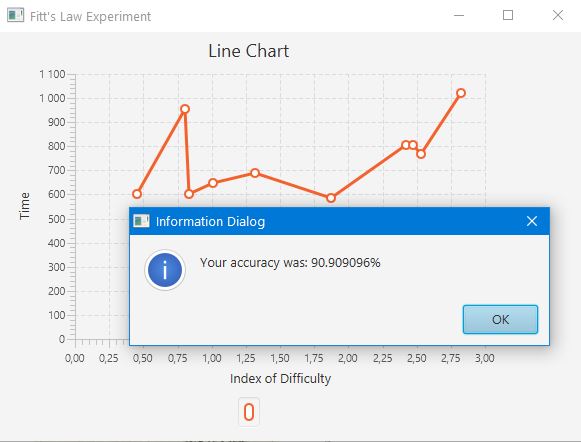 Fitt's Law Experiment
Line Chart
1 100
1 000
900
800
700
600
500
400
300
200
100
0
Time
Information Dialog
Your accuracy was: 90.909096%
OK
0,00 0,25 0,50 0,75 1,00 1,25 1,50 1,75 2,00 2,25 2,50 2,75 3,00
Index of Difficulty